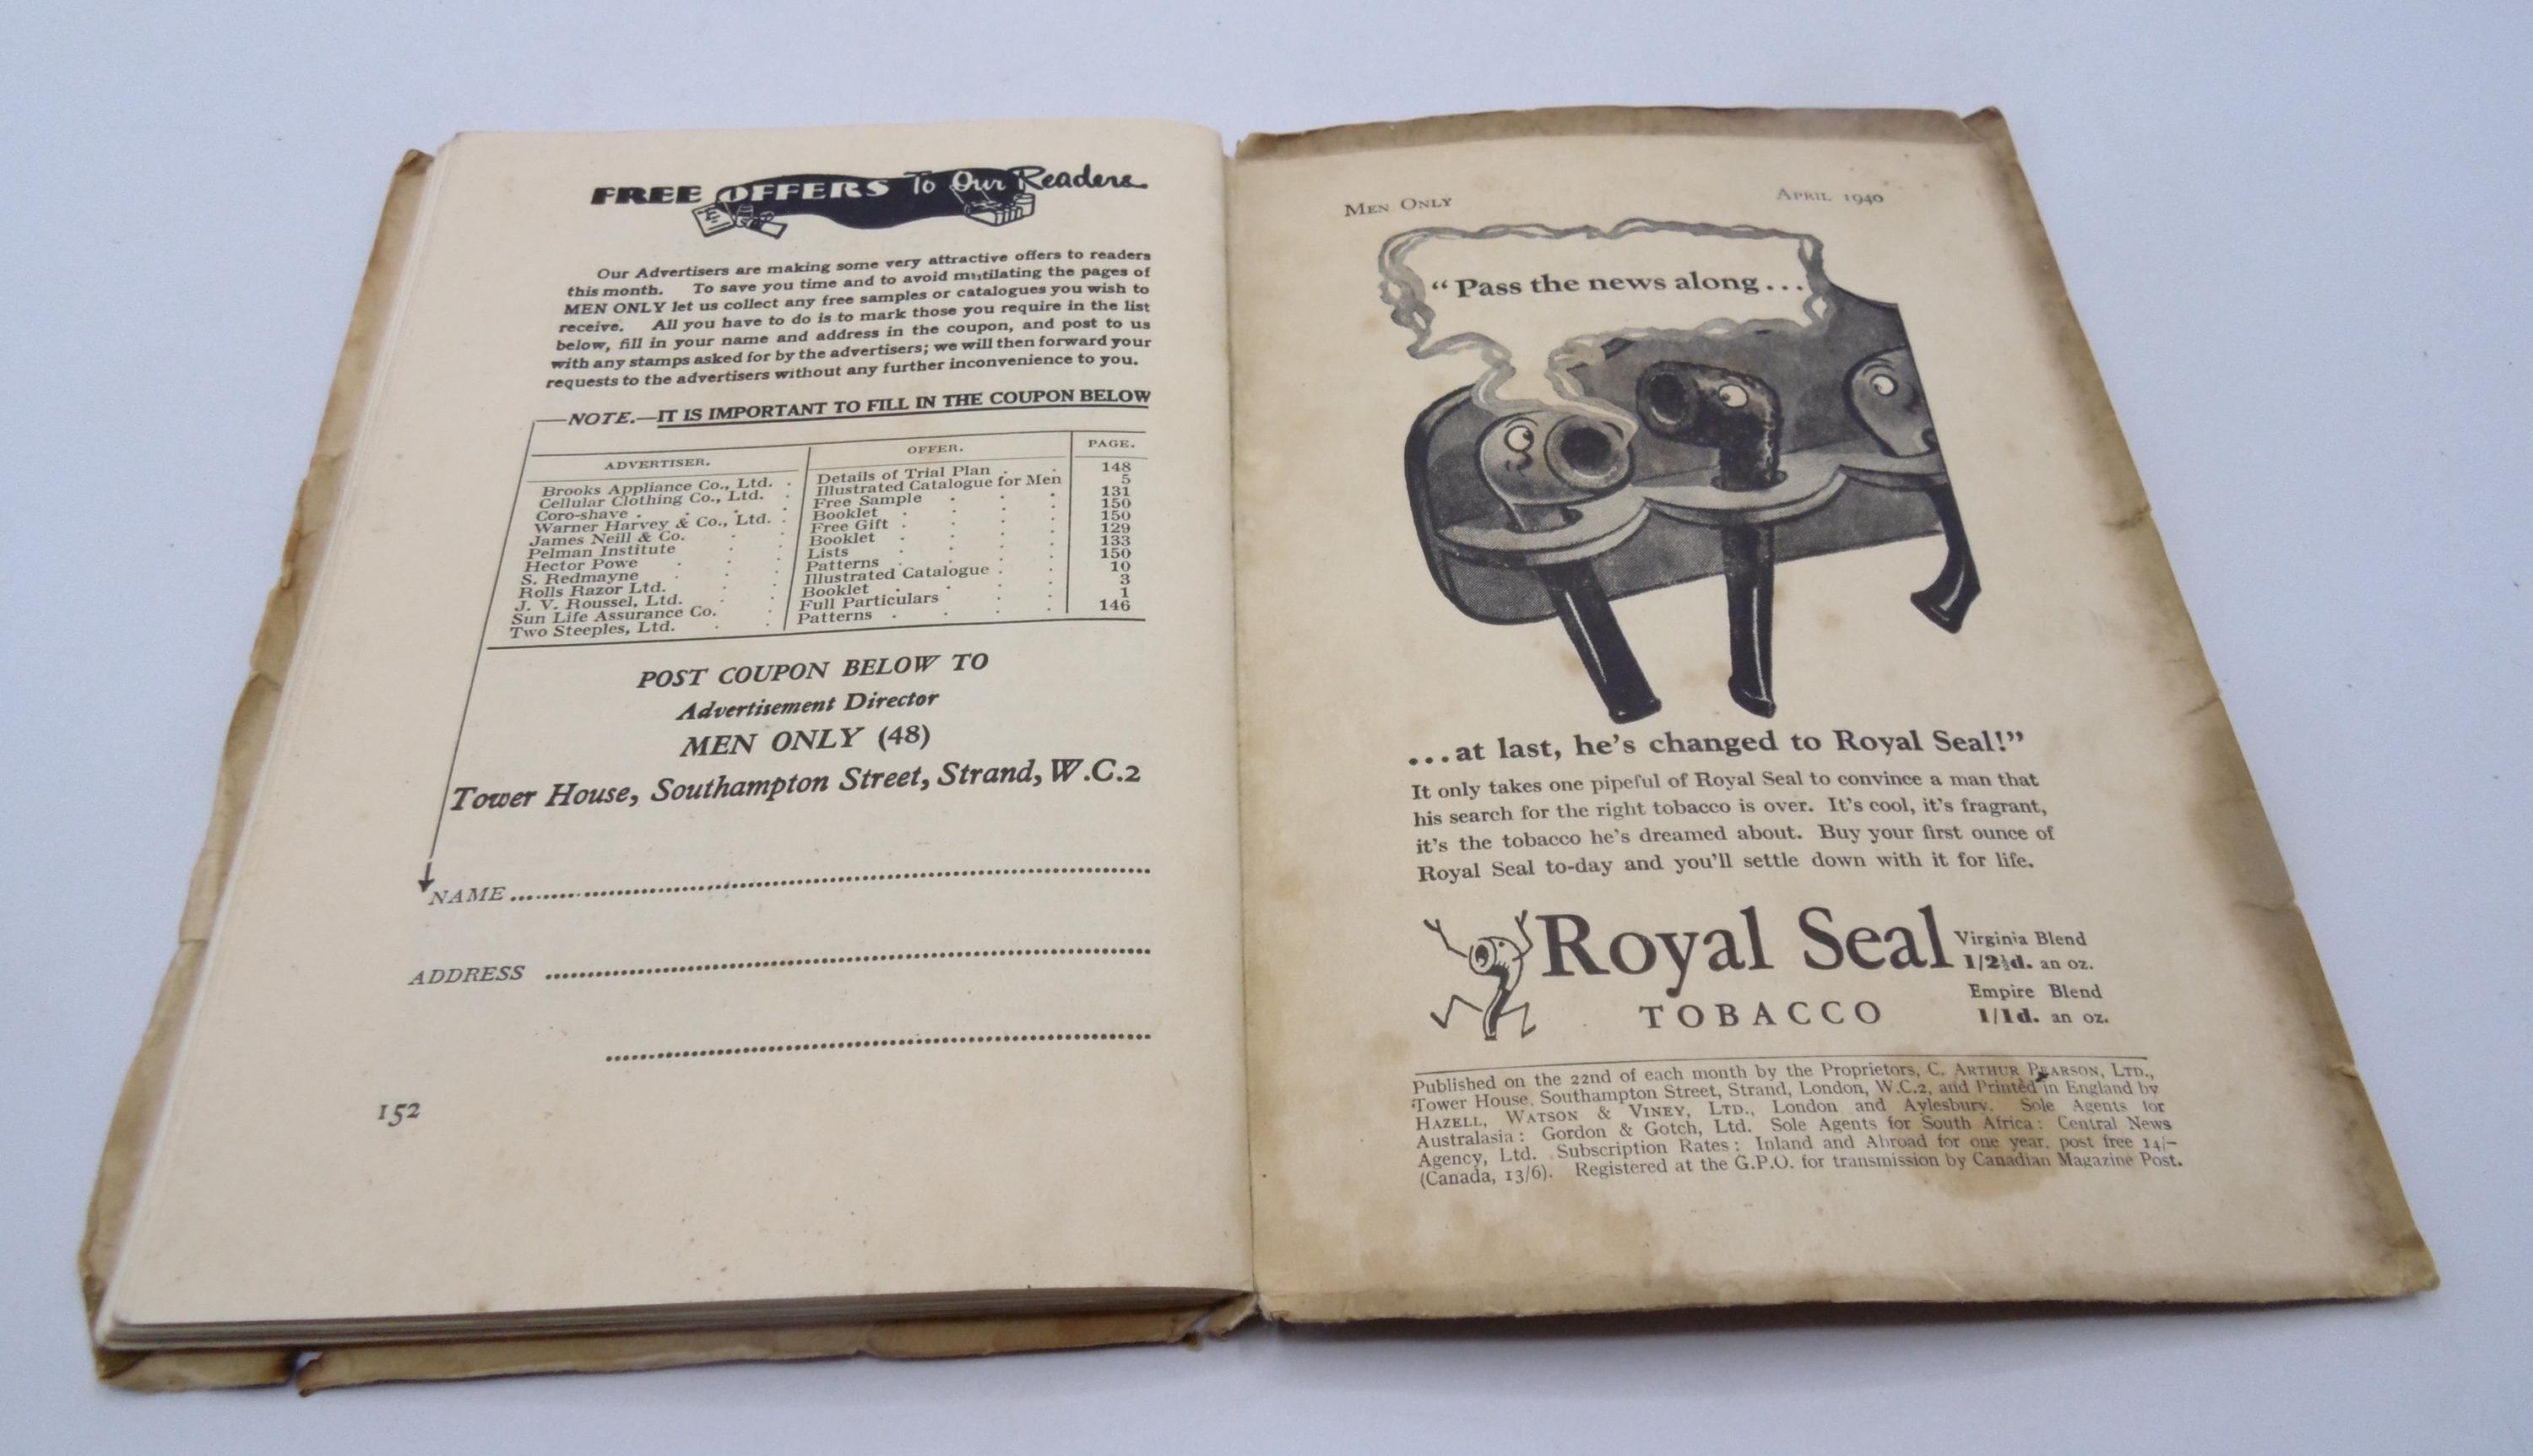 FREE OFFERS To Our Readers
Our Advertisers are making some very attractive offers to readers
this month. To save you time and to avoid mutilating the pages of
MEN ONLY let us collect any free samples or catalogues you wish to
receive. All you have to do is to mark those you require in the list
below, fill in your name and address in the coupon, and post to us
with any stamps asked for by the advertisers; we will then forward your
requests to the advertisers without any further inconvenience to you.
NOTE.—IT IS IMPORTANT TO FILL IN THE COUPON BELOW
ADVERTISER. OFFER. PAGE.
Brooks Appliance Co., Ltd. . Details of Trial Plan . . 148
Cellular Clothing Co., Ltd. . Illustrated Catalogue for Men 5
Coro-shave . . . Free Sample . . . 131
Warner Harvey & Co., Ltd. . Booklet . . . 150
James Neill & Co. . . Free Gift . . . 150
Pelman Institute . . Booklet . . . 129
Hector Powe . . . Lists . . . 133
S. Redmayne . . . Patterns . . . 150
Rolls Razor Ltd. . . Illustrated Catalogue . . 10
J. V. Roussel, Ltd. . . Booklet . . . 3
Sun Life Assurance Co. . Full Particulars . . 1
Two Steeples, Ltd. . . Patterns . . . 146
POST COUPON BELOW TO
Advertisement Director
MEN ONLY (48)
Tower House, Southampton Street, Strand, W.C.2
NAME
ADDRESS
152
MEN ONLY APRIL 1940
“Pass the news along...
...at last, he's changed to Royal Seal!”
It only takes one pipeful of Royal Seal to convince a man that
his search for the right tobacco is over. It's cool, it's fragrant,
it's the tobacco he's dreamed about. Buy your first ounce of
Royal Seal to-day and you'll settle down with it for life.
Royal Seal
TOBACCO
Virginia Blend
1/2½d. an oz.
Empire Blend
1/1d. an oz.
Published on the 22nd of each month by the Proprietors, C. ARTHUR PEARSON, LTD.,
Tower House, Southampton Street, Strand, London, W.C.2, and Printed in England by
HAZELL, WATSON & VINEY, LTD., London and Aylesbury. Sole Agents for
Australasia: Gordon & Gotch, Ltd. Sole Agents for South Africa: Central News
Agency, Ltd. Subscription Rates: Inland and Abroad for one year, post free 14/-
(Canada, 13/6). Registered at the G.P.O. for transmission by Canadian Magazine Post.